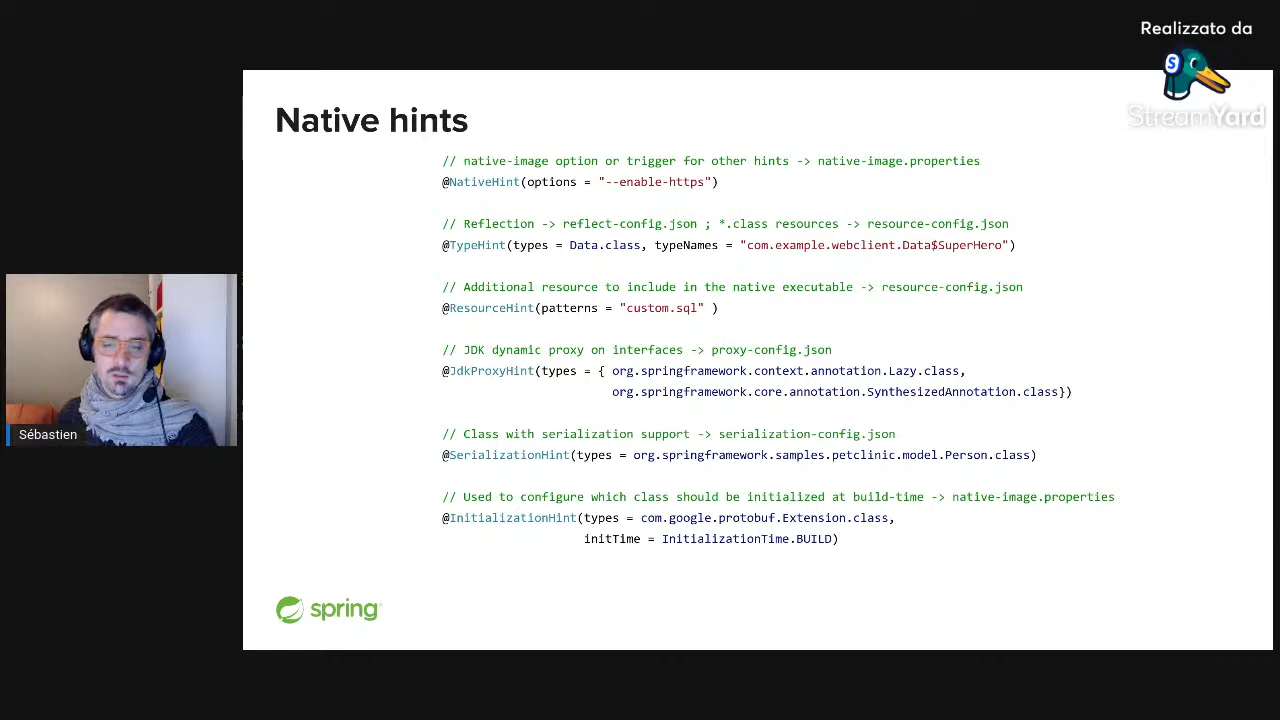 Realizzato da
StreamYard
Native hints
// native-image option or trigger for other hints -> native-image.properties
@NativeHint(options = "--enable-https")
// Reflection -> reflect-config.json ; *.class resources -> resource-config.json
@TypeHint(types = Data.class, typeNames = "com.example.webclient.Data$SuperHero")
// Additional resource to include in the native executable -> resource-config.json
@ResourceHint(patterns = "custom.sql" )
// JDK dynamic proxy on interfaces -> proxy-config.json
@JdkProxyHint(types = { org.springframework.context.annotation.Lazy.class,
org.springframework.core.annotation.SynthesizedAnnotation.class})
// Class with serialization support -> serialization-config.json
@SerializationHint(types = org.springframework.samples.petclinic.model.Person.class)
// Used to configure which class should be initialized at build-time -> native-image.properties
@InitializationHint(types = com.google.protobuf.Extension.class,
initTime = InitializationTime.BUILD)
spring
Sébastien